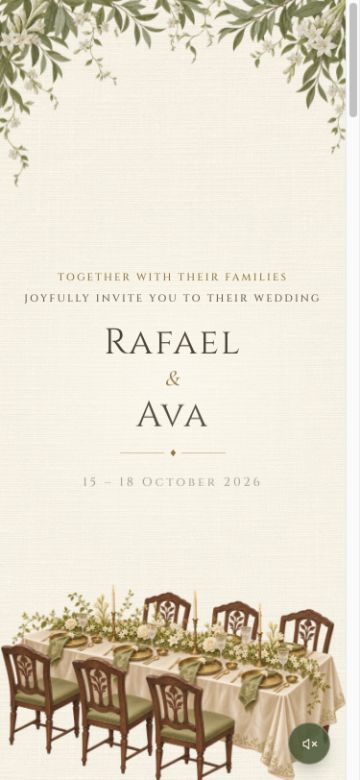 TOGETHER WITH THEIR FAMILIES
JOYFULLY INVITE YOU TO THEIR WEDDING
RAFAEL
&
AVA
15 – 18 OCTOBER 2026